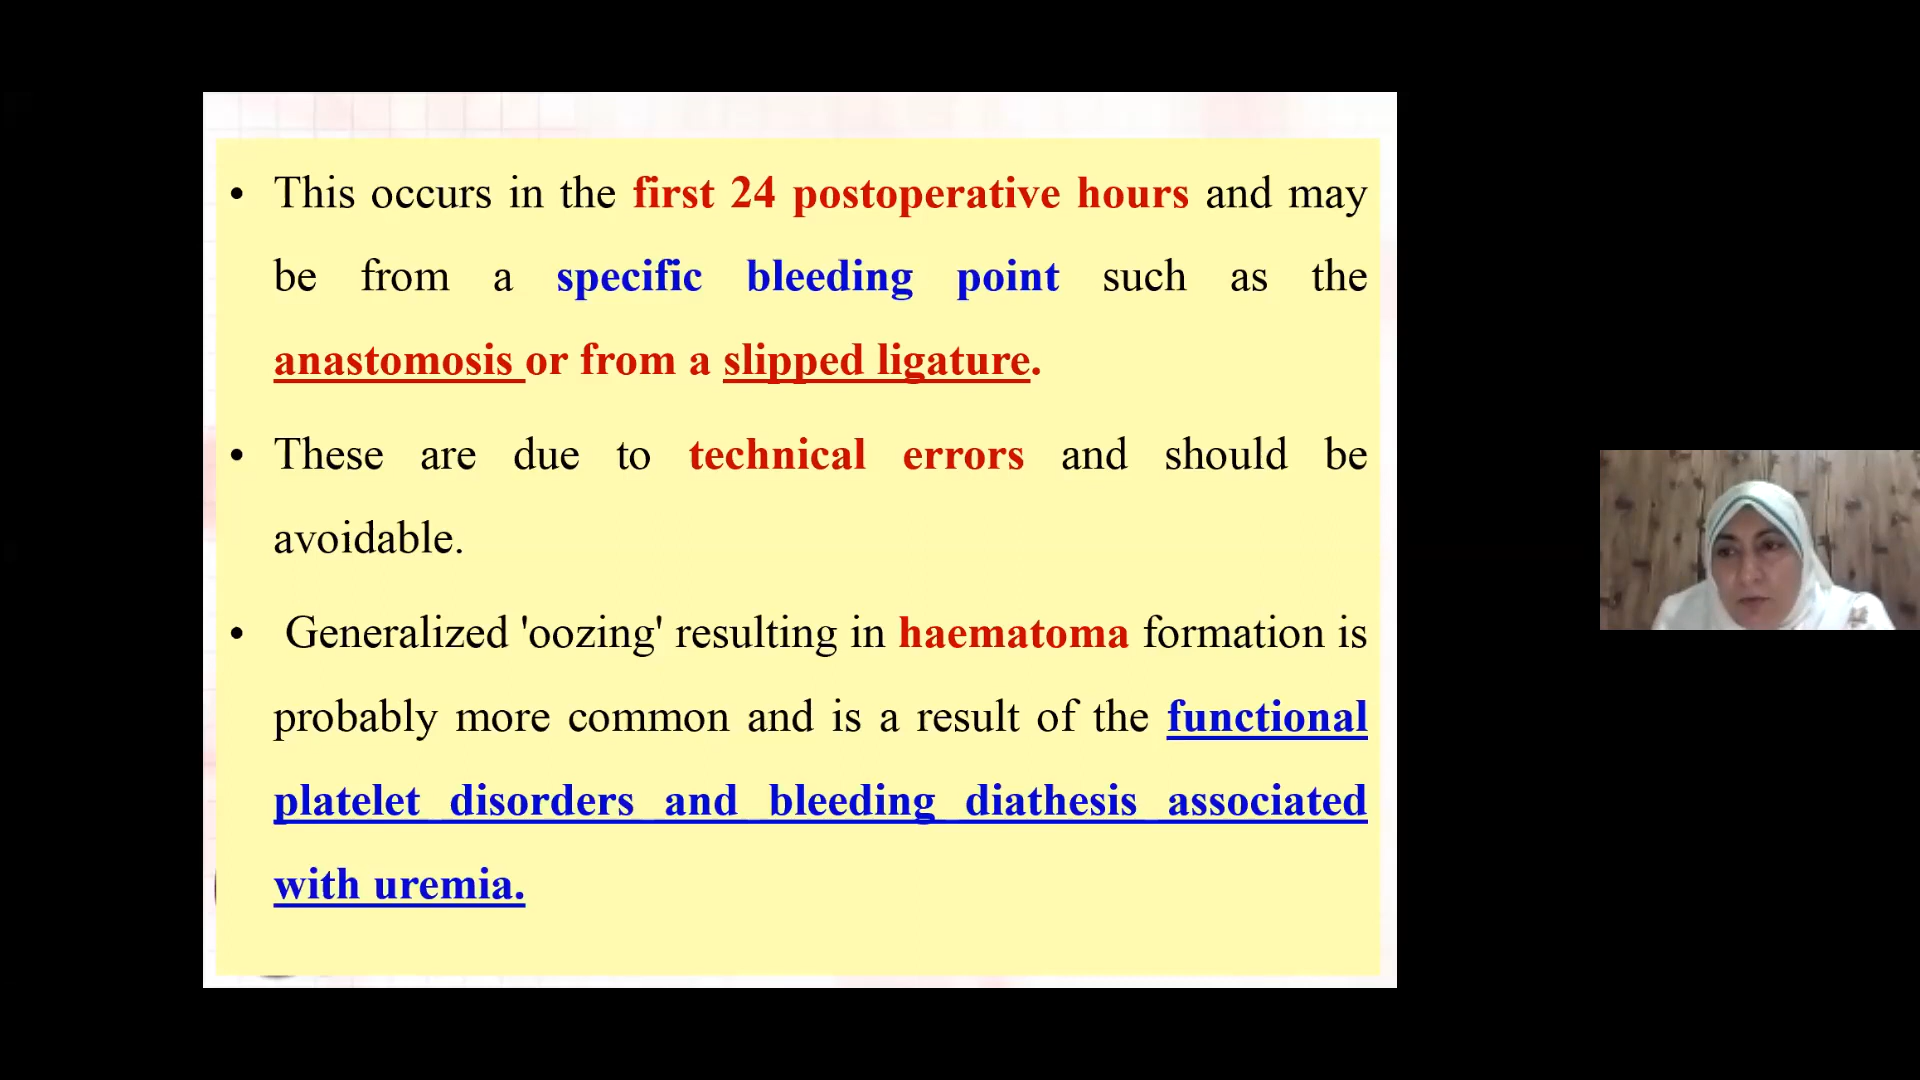 • This occurs in the first 24 postoperative hours and may
be from a specific bleeding point such as the
anastomosis or from a slipped ligature.
• These are due to technical errors and should be
avoidable.
• Generalized 'oozing' resulting in haematoma formation is
probably more common and is a result of the functional
platelet disorders and bleeding diathesis associated
with uremia.